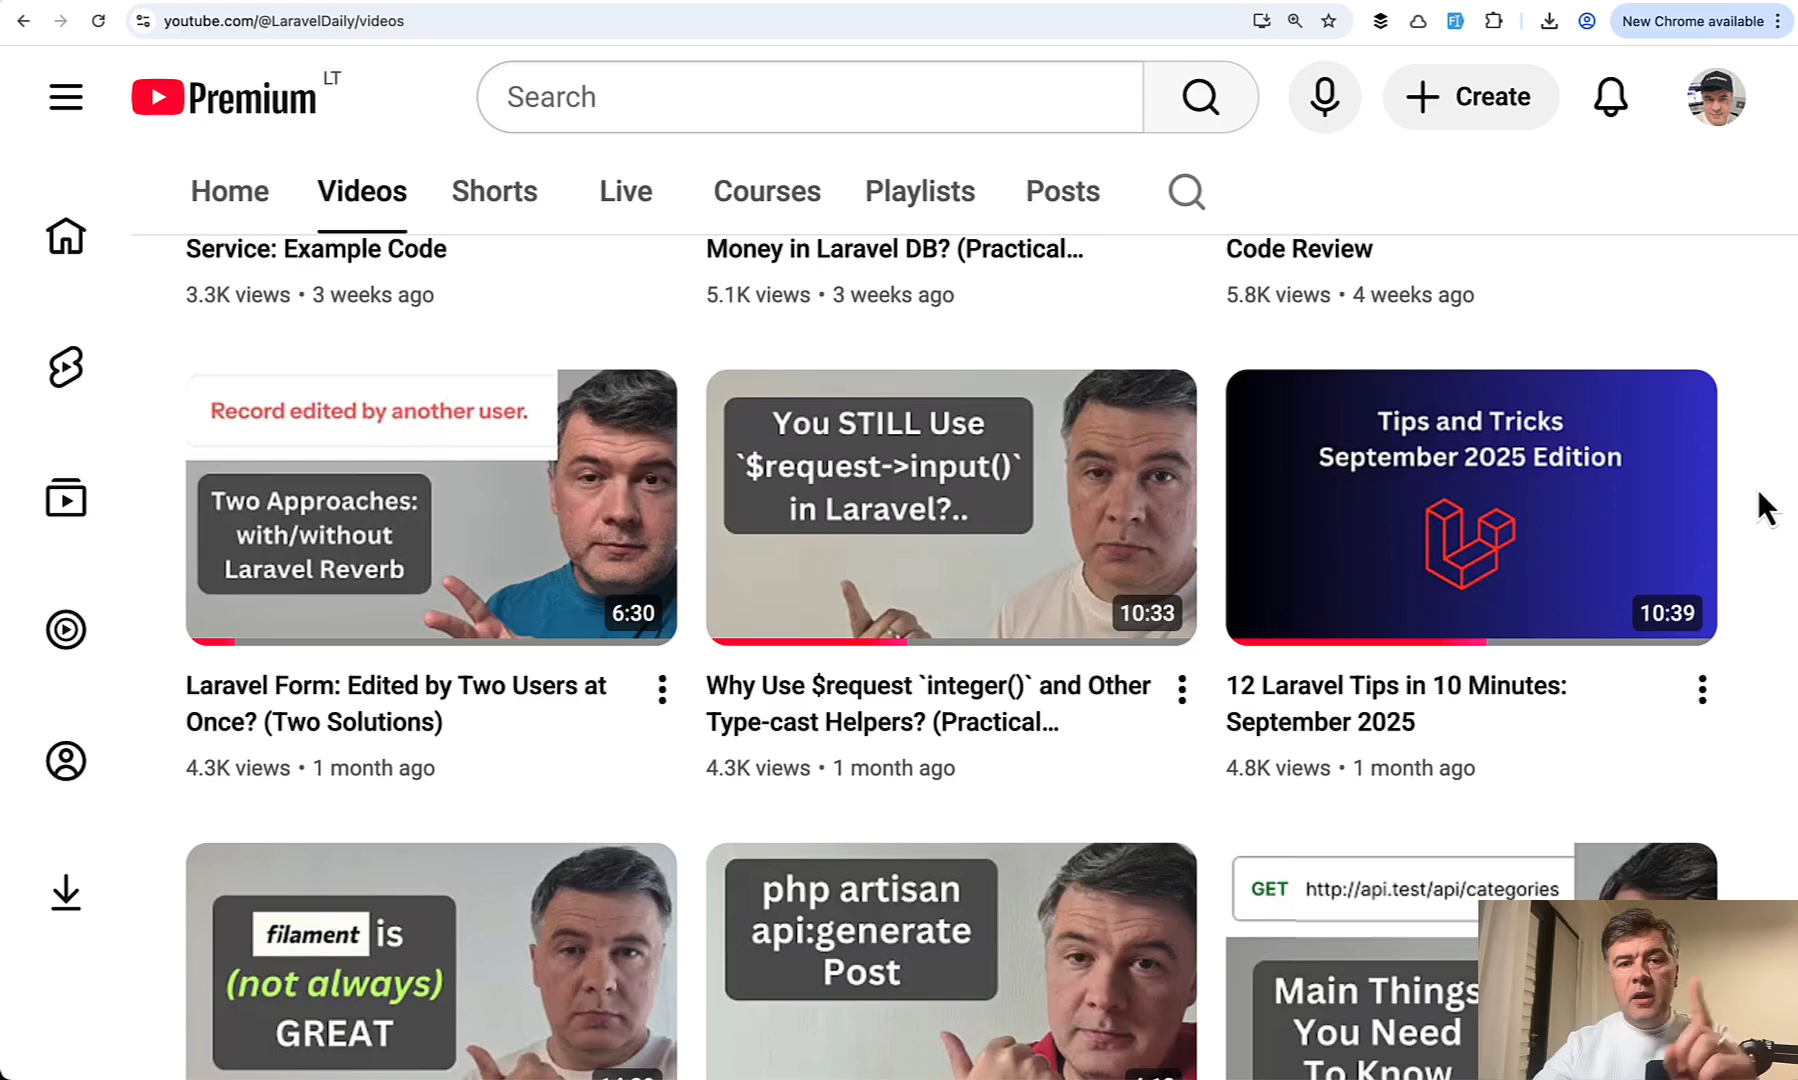 youtube.com/@LaravelDaily/videos
New Chrome available
Premium
LT
Search
Create
Home
Videos
Shorts
Live
Courses
Playlists
Posts
Service: Example Code
3.3K views • 3 weeks ago
Money in Laravel DB? (Practical...
5.1K views • 3 weeks ago
Code Review
5.8K views • 4 weeks ago
Record edited by another user.
Two Approaches:
with/without
Laravel Reverb
6:30
You STILL Use
`$request->input()`
in Laravel?..
10:33
Tips and Tricks
September 2025 Edition
10:39
Laravel Form: Edited by Two Users at
Once? (Two Solutions)
4.3K views • 1 month ago
Why Use $request `integer()` and Other
Type-cast Helpers? (Practical...
4.3K views • 1 month ago
12 Laravel Tips in 10 Minutes:
September 2025
4.8K views • 1 month ago
filament is
(not always)
GREAT
php artisan
api:generate
Post
GET http://api.test/api/categories
Main Things
You Need
To Know